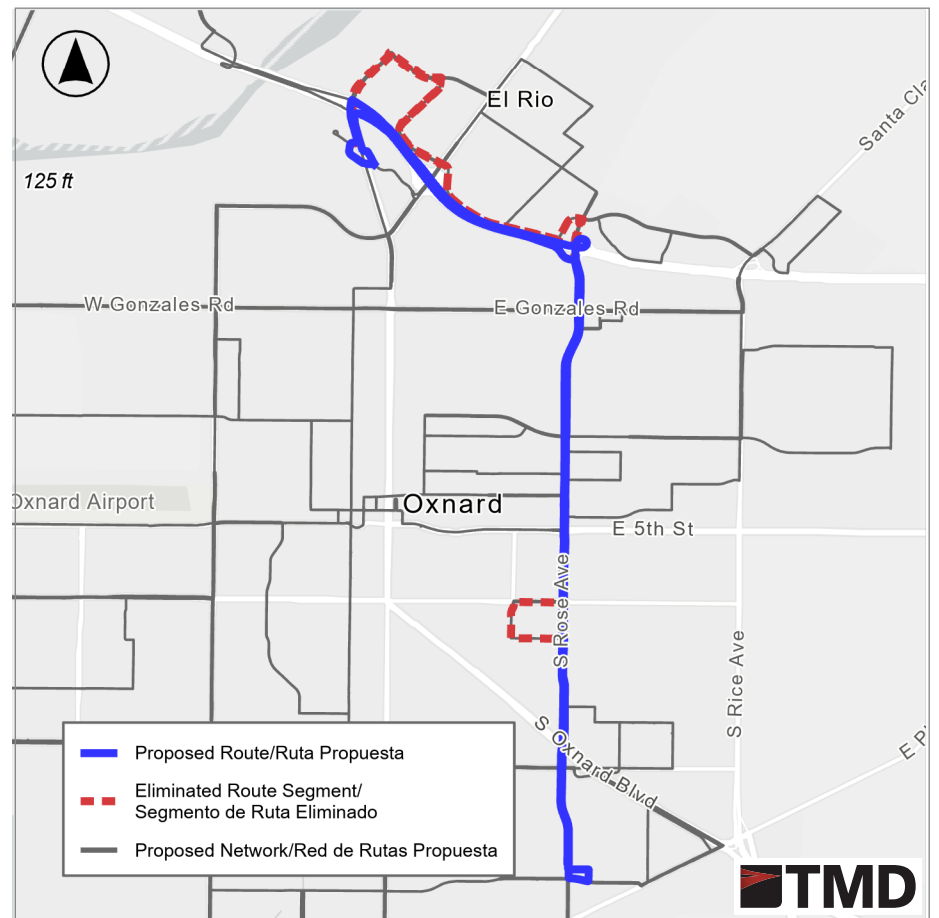 El Rio
Santa Cla
125 ft
W Gonzales Rd
E Gonzales Rd
Oxnard Airport
Oxnard
E 5th St
S Rose Ave
S Rice Ave
S Oxnard Blvd
E P
Proposed Route/Ruta Propuesta
Eliminated Route Segment/
Segmento de Ruta Eliminado
Proposed Network/Red de Rutas Propuesta
TMD